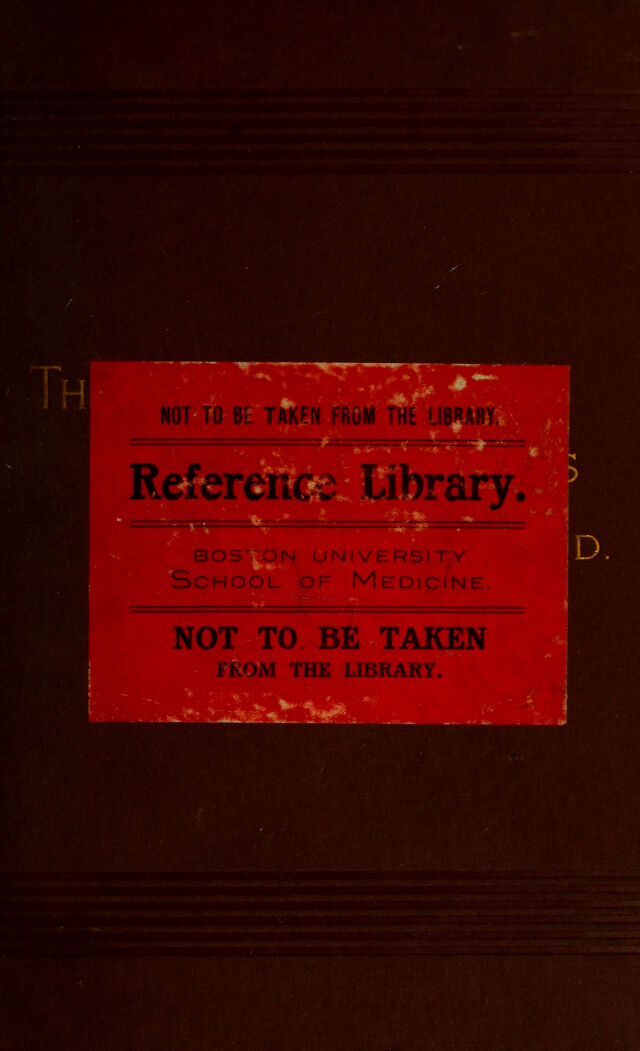 Th
NOT TO BE TAKEN FROM THE LIBRARY.
Reference Library.
S
BOSTON UNIVERSITY
SCHOOL OF MEDICINE.
D.
NOT TO BE TAKEN
FROM THE LIBRARY.